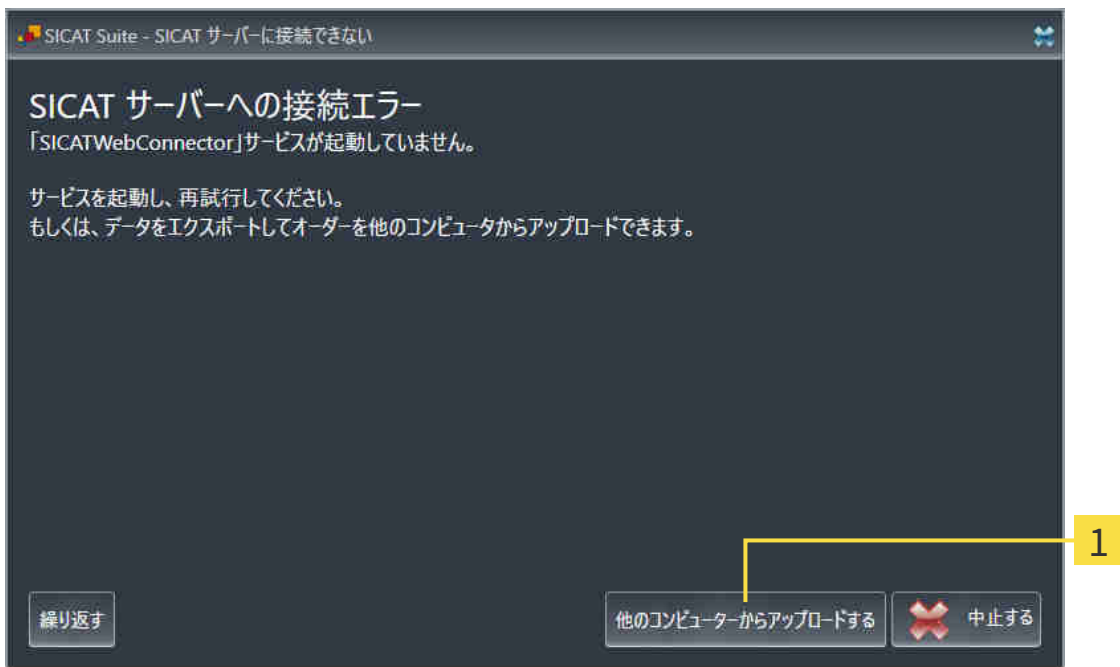 SICAT Suite - SICAT サーバーに接続できない
SICAT サーバーへの接続エラー
「SICATWebConnector」サービスが起動していません。
サービスを起動し、再試行してください。
もしくは、データをエクスポートしてオーダーを他のコンピュータからアップロードできます。
1
繰り返す
他のコンピューターからアップロードする
中止する